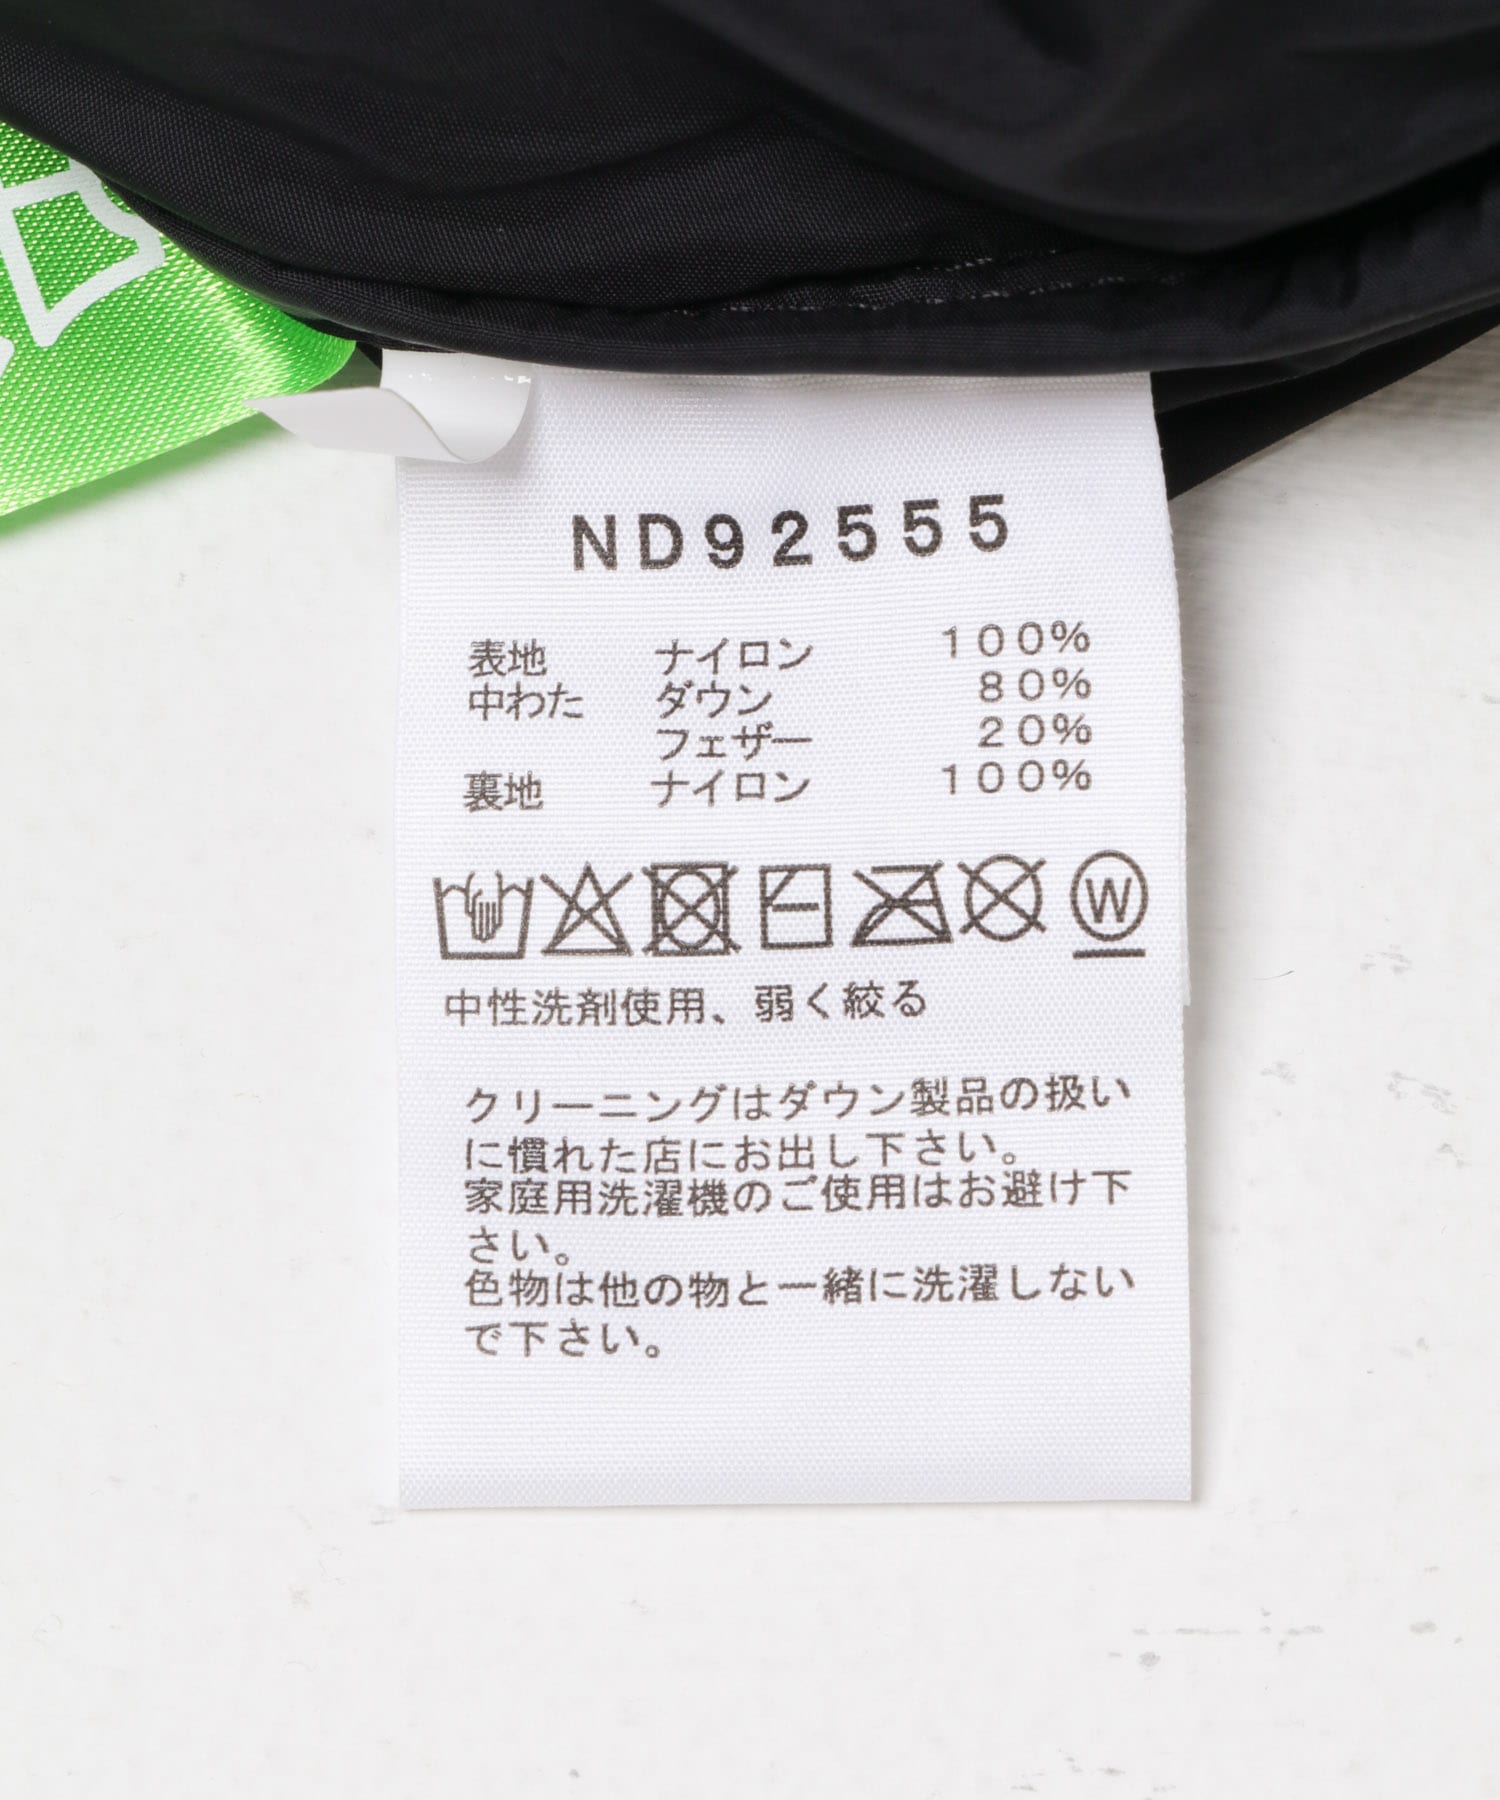 ND92555
表地 ナイロン 100%
中わた ダウン 80%
フェザー 20%
裏地 ナイロン 100%
W
中性洗剤使用、弱く絞る
クリーニングはダウン製品の扱い
に慣れた店にお出し下さい。
家庭用洗濯機のご使用はお避け下
さい。
色物は他の物と一緒に洗濯しない
で下さい。